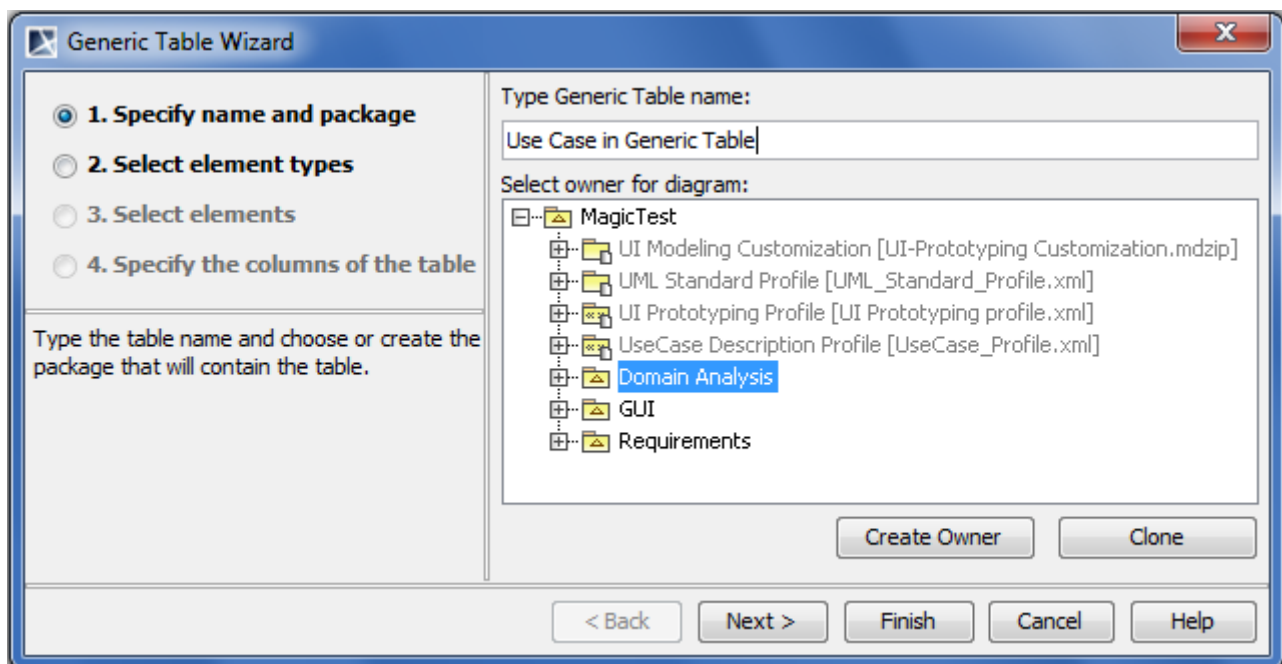 Generic Table Wizard
1. Specify name and package
2. Select element types
3. Select elements
4. Specify the columns of the table
Type the table name and choose or create the
package that will contain the table.
Type Generic Table name:
Use Case in Generic Table
Select owner for diagram:
MagicTest
UI Modeling Customization [UI-Prototyping Customization.mdzip]
UML Standard Profile [UML_Standard_Profile.xml]
UI Prototyping Profile [UI Prototyping profile.xml]
UseCase Description Profile [UseCase_Profile.xml]
Domain Analysis
GUI
Requirements
Create Owner Clone
< Back Next > Finish Cancel Help